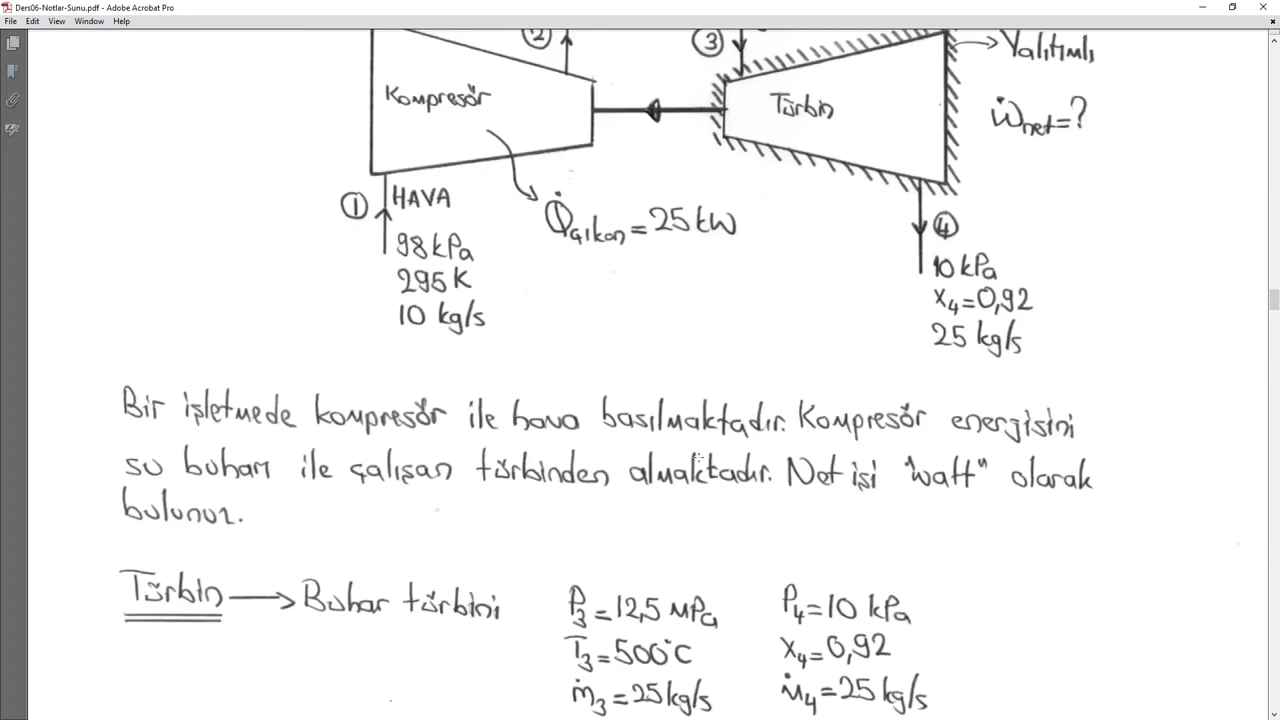 Ders06-Notlar-Sunu.pdf - Adobe Acrobat Pro
File Edit View Window Help
2
3
Yalıtımlı
Kompresör
Türbin
Ẇnet=?
1
HAVA
Q̇çıkan=25 kW
4
98 kPa
295 K
10 kg/s
10 kPa
x4=0,92
25 kg/s
Bir işletmede kompresör ile hava basılmaktadır. Kompresör energisini
su buharı ile çalışan türbinden almaktadır. Net işi "watt" olarak
bulunuz.
Türbin → Buhar türbini P3=12,5 MPa P4=10 kPa
T3=500°C x4=0,92
ṁ3=25 kg/s ṁ4=25 kg/s